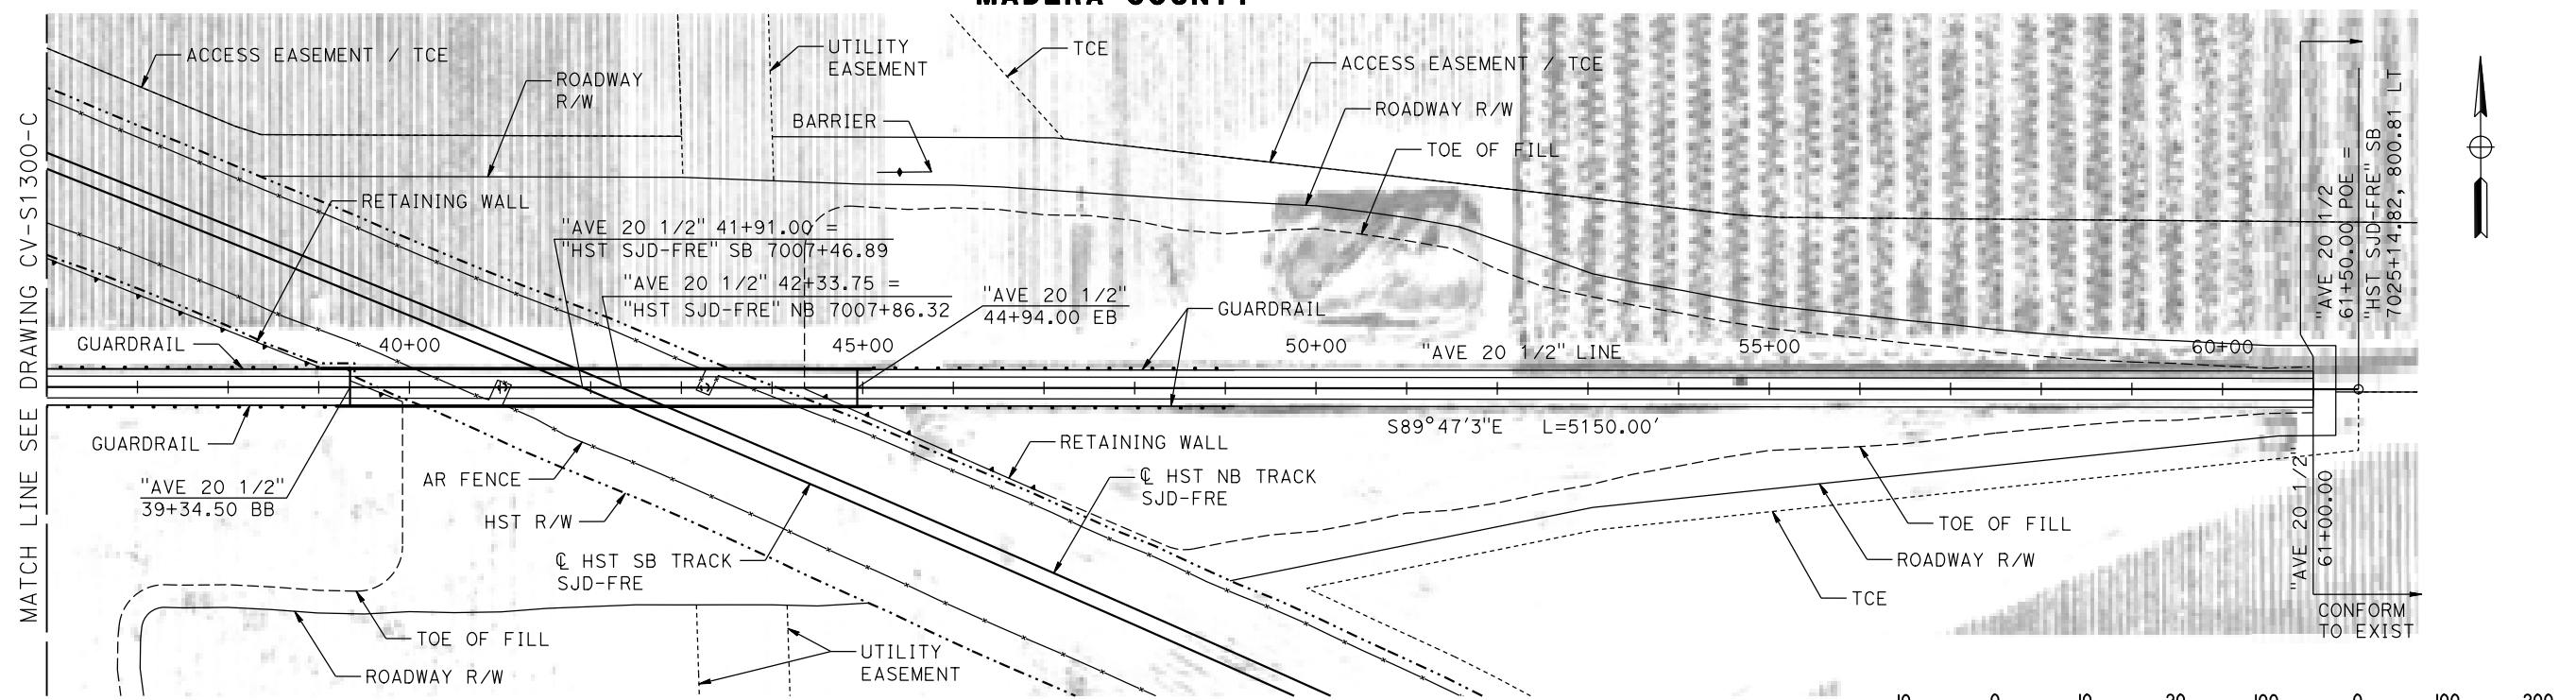 MADERA COUNTY
ACCESS EASEMENT / TCE
UTILITY
EASEMENT
TCE
ACCESS EASEMENT / TCE
ROADWAY
R/W
ROADWAY R/W
BARRIER
TOE OF FILL
RETAINING WALL
"AVE 20 1/2" 41+91.00 =
"HST SJD-FRE" SB 7007+46.89
"AVE 20 1/2" 42+33.75 =
"HST SJD-FRE" NB 7007+86.32
"AVE 20 1/2"
44+94.00 EB
GUARDRAIL
GUARDRAIL
40+00
45+00
50+00
"AVE 20 1/2" LINE
55+00
60+00
"AVE 20 1/2
61+50.00 POE =
"HST SJD-FRE" SB
7025+14.82, 800.81 LT
MATCH LINE SEE DRAWING CV-S1300-C
S89°47'3"E L=5150.00'
GUARDRAIL
RETAINING WALL
AR FENCE
℄ HST NB TRACK
SJD-FRE
"AVE 20 1/2"
39+34.50 BB
HST R/W
"AVE 20 1/2"
61+00.00
TOE OF FILL
ROADWAY R/W
℄ HST SB TRACK
SJD-FRE
TCE
CONFORM
TO EXIST
TOE OF FILL
UTILITY
EASEMENT
ROADWAY R/W